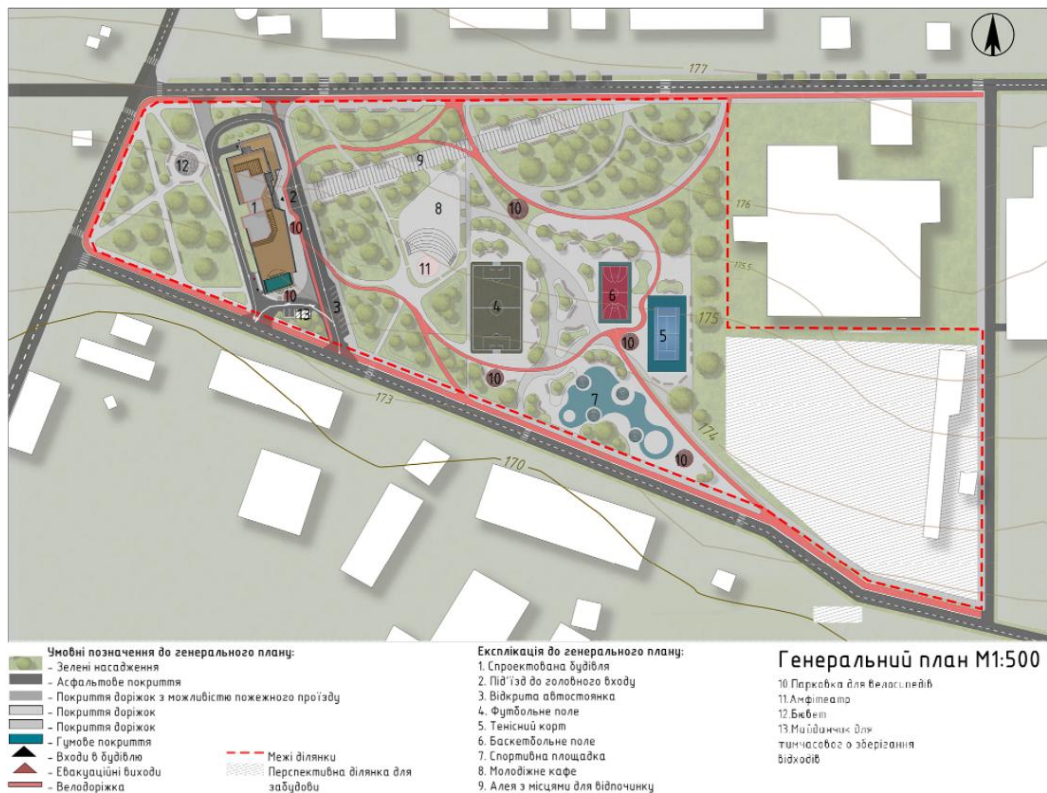 177
12
9
2
1
8
10
176
10
175.5
11
10
6
4
3
5
175
13
10
10
173
7
174
170
10
Умовні позначення до генерального плану:
- Зелені насадження
- Асфальтове покриття
- Покриття доріжок з можливістю пожежного проїзду
- Покриття доріжок
- Покриття доріжок
- Гумове покриття
- Входи в будівлю
- Евакуаційні виходи
- Велодоріжка
Межі ділянки
Перспективна ділянка для
забудови
Експлікація до генерального плану:
1. Спроектована будівля
2. Під'їзд до головного входу
3. Відкрита автостоянка
4. Футбольне поле
5. Тенісний корт
6. Баскетбольне поле
7. Спортивна площадка
8. Молодіжне кафе
9. Алея з місцями для відпочинку
Генеральний план М1:500
10 Парковка для велосипедів
11.Амфітеатр
12.Бювет
13.Майданчик для
тимчасового зберігання
відходів